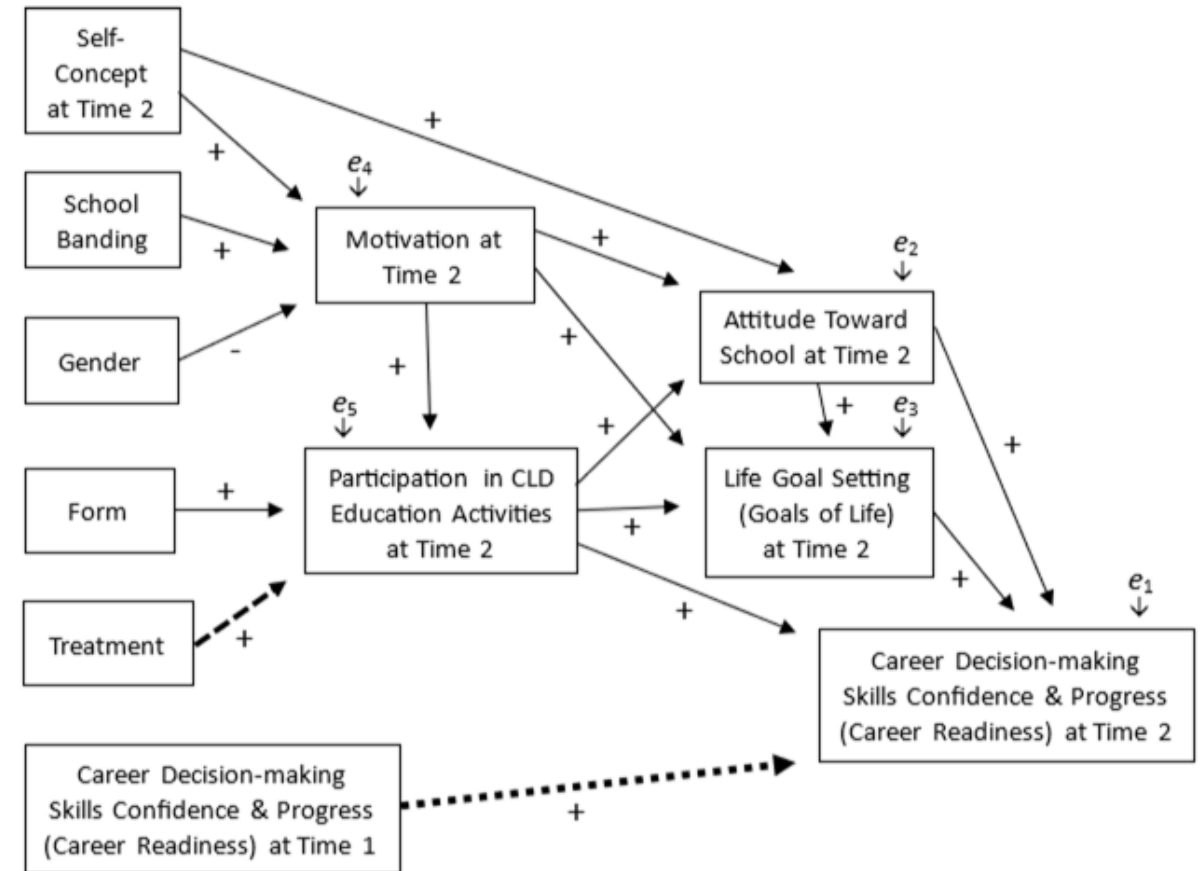 Self-
Concept
at Time 2
+
+
School
Banding
+
e4
Motivation at
Time 2
+
e2
Gender
-
+
+
Attitude Toward
School at Time 2
e5
+
+
e3
+
Form
+
Participation in CLD
Education Activities
at Time 2
+
Life Goal Setting
(Goals of Life)
at Time 2
+
+
e1
Treatment
+
Career Decision-making
Skills Confidence & Progress
(Career Readiness) at Time 2
Career Decision-making
Skills Confidence & Progress
(Career Readiness) at Time 1
+